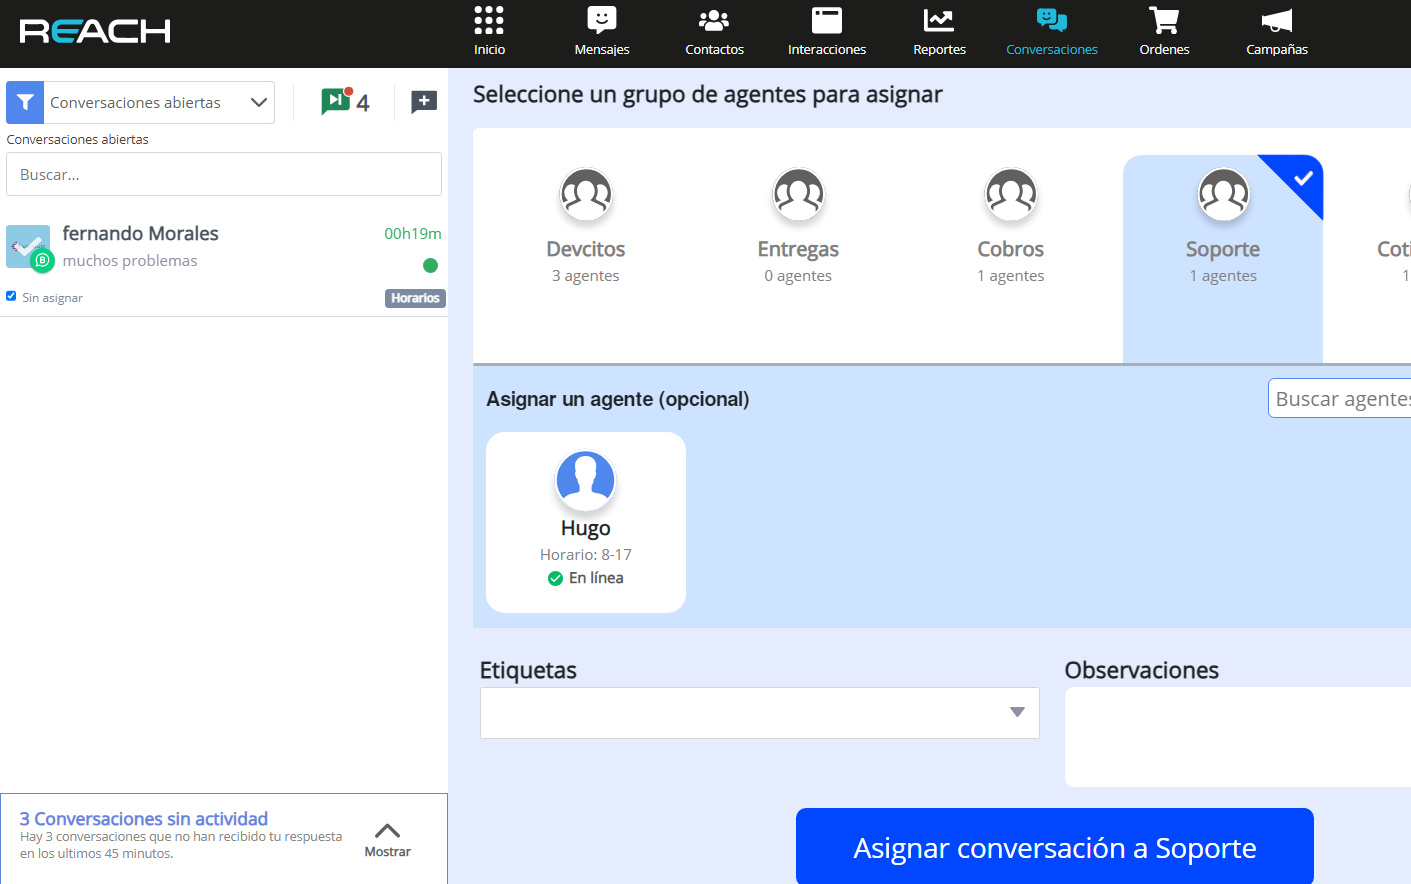 REACH
Inicio
Mensajes
Contactos
Interacciones
Reportes
Conversaciones
Ordenes
Campañas
Conversaciones abiertas
4
Conversaciones abiertas
Buscar...
fernando Morales
00h19m
muchos problemas
Sin asignar
Horarios
3 Conversaciones sin actividad
Hay 3 conversaciones que no han recibido tu respuesta
en los ultimos 45 minutos.
Mostrar
Seleccione un grupo de agentes para asignar
Devcitos
3 agentes
Entregas
0 agentes
Cobros
1 agentes
Soporte
1 agentes
Coti
1
Asignar un agente (opcional)
Buscar agentes
Hugo
Horario: 8-17
En línea
Etiquetas
Observaciones
Asignar conversación a Soporte